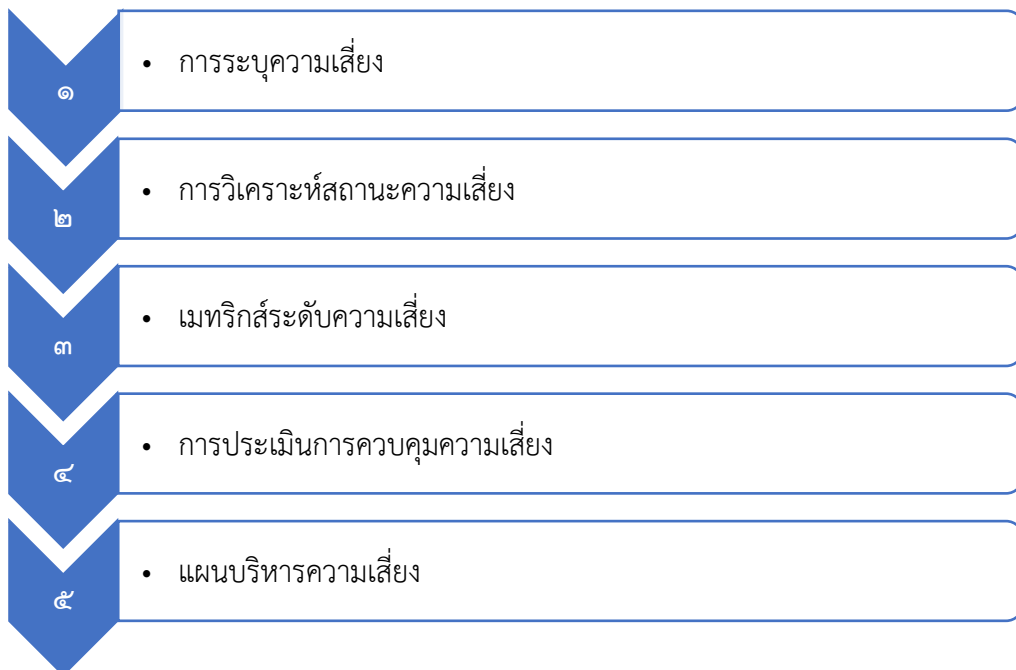 ๑
• การระบุความเสี่ยง
๒
• การวิเคราะห์สถานะความเสี่ยง
๓
• เมทริกส์ระดับความเสี่ยง
๔
• การประเมินการควบคุมความเสี่ยง
๕
• แผนบริหารความเสี่ยง